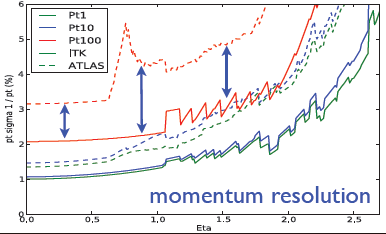 6
5
4
3
2
1
0
pt sigma 1 / pt (%)
Pt1
Pt10
Pt100
ITK
ATLAS
momentum resolution
0,0 0,5 1,0 1,5 2,0 2,5
Eta